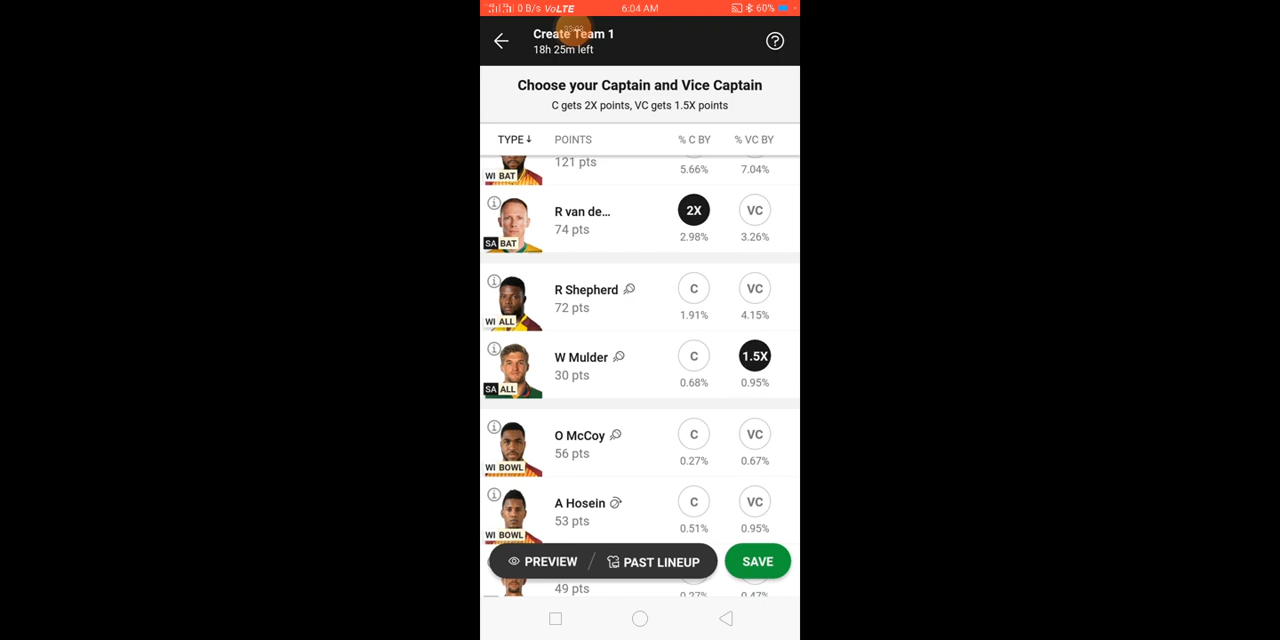 0 B/s VoLTE 6:04 AM 60%
Create Team 1
18h 25m left
Choose your Captain and Vice Captain
C gets 2X points, VC gets 1.5X points
TYPE↓ POINTS % C BY % VC BY
121 pts
WI BAT 5.66% 7.04%
R van de... 2X VC
74 pts
SA BAT 2.98% 3.26%
R Shepherd C VC
72 pts
WI ALL 1.91% 4.15%
W Mulder C 1.5X
30 pts
SA ALL 0.68% 0.95%
O McCoy C VC
56 pts
WI BOWL 0.27% 0.67%
A Hosein C VC
53 pts
WI BOWL 0.51% 0.95%
PREVIEW / PAST LINEUP SAVE
49 pts 0.27% 0.47%